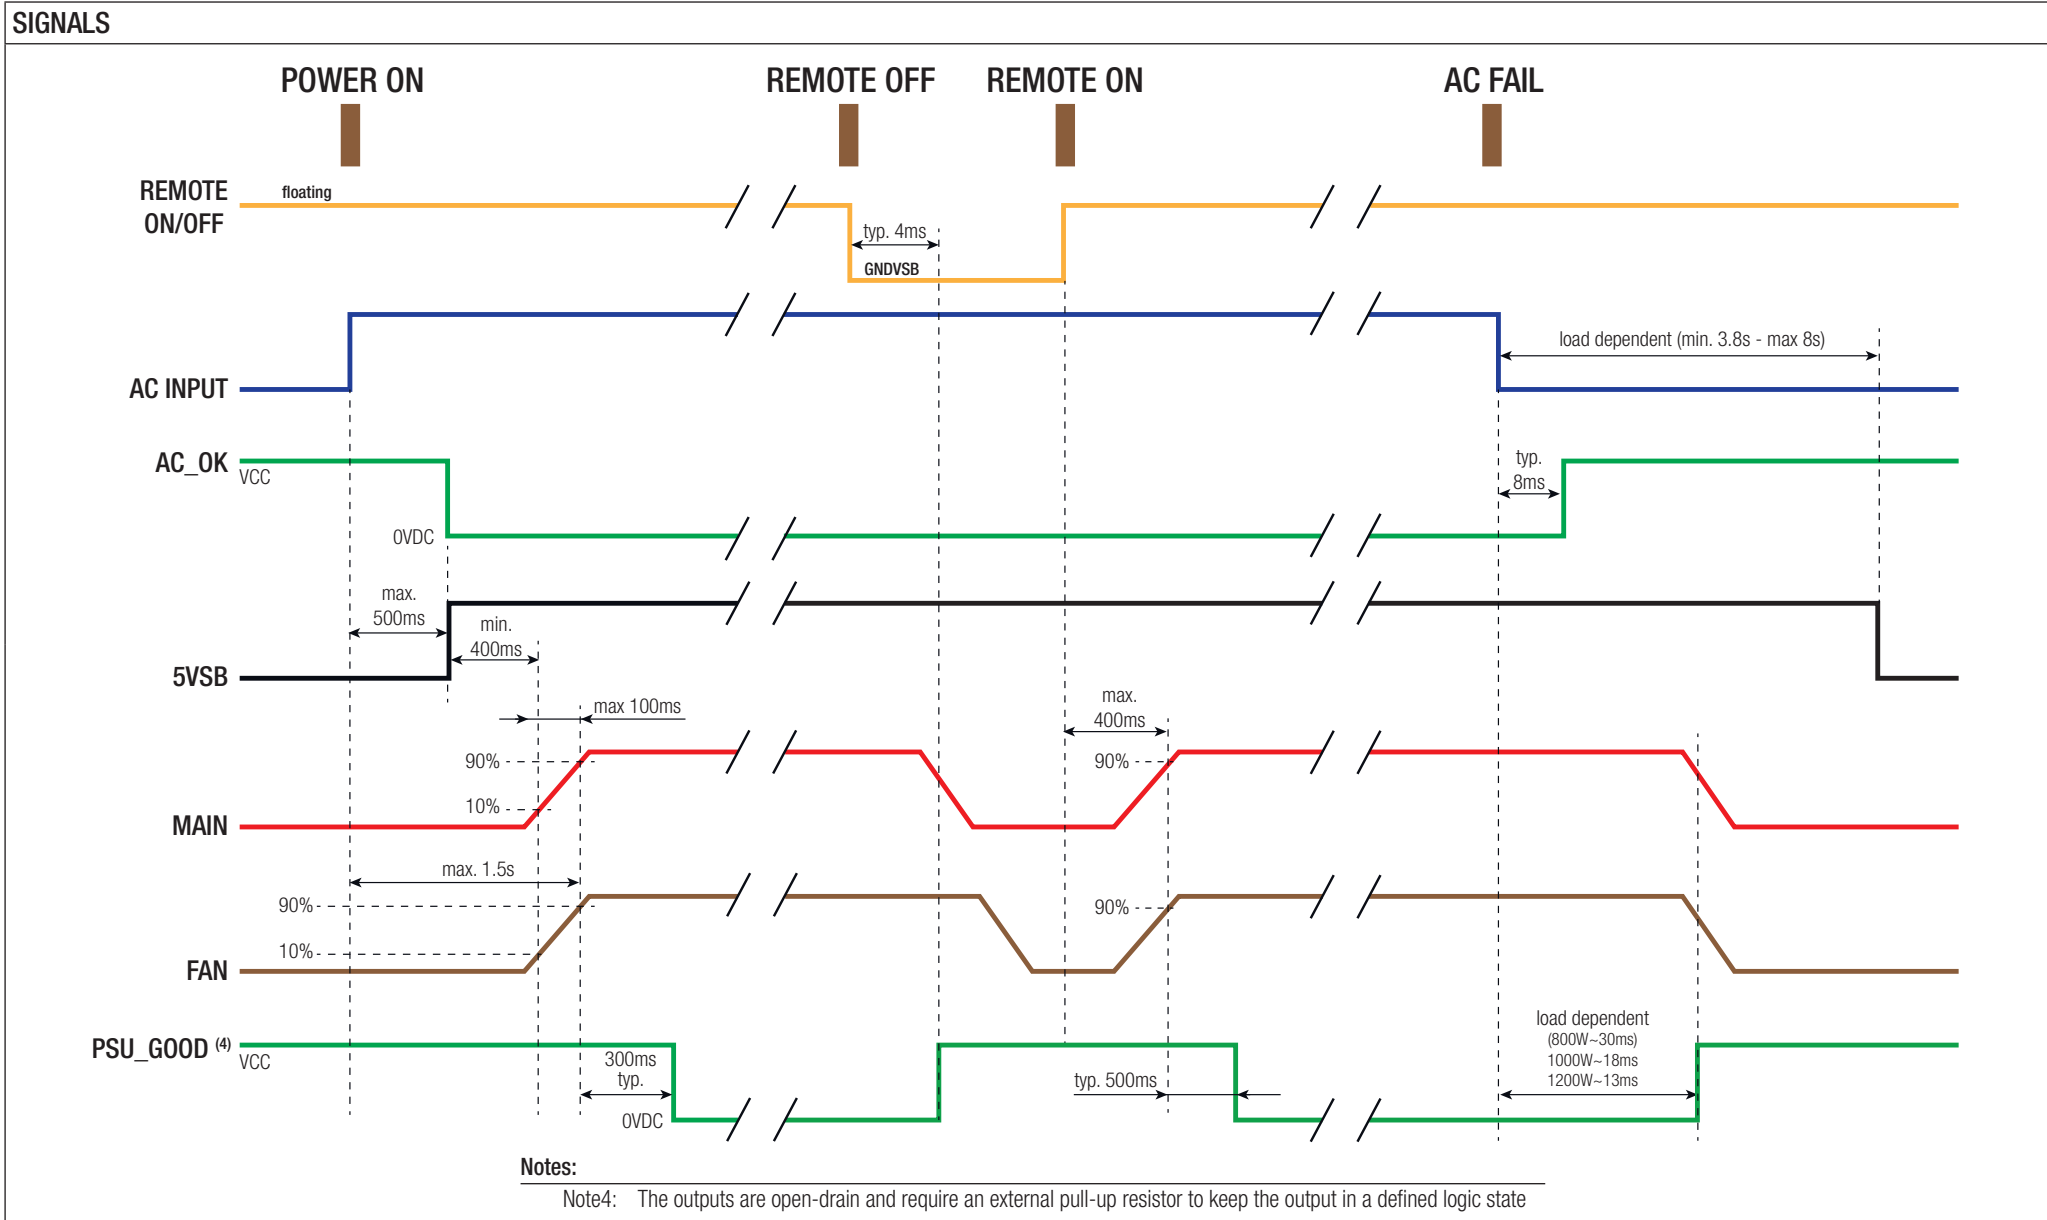 SIGNALS
POWER ON
REMOTE OFF
REMOTE ON
AC FAIL
REMOTE
ON/OFF
floating
typ. 4ms
GNDVSB
AC INPUT
load dependent (min. 3.8s - max 8s)
AC_OK
VCC
0VDC
typ.
8ms
5VSB
max.
500ms
min.
400ms
max 100ms
max.
400ms
MAIN
90%
10%
90%
max. 1.5s
FAN
90%
10%
90%
PSU_GOOD (4)
VCC
300ms
typ.
0VDC
typ. 500ms
load dependent
(800W~30ms)
1000W~18ms
1200W~13ms
Notes:
Note4: The outputs are open-drain and require an external pull-up resistor to keep the output in a defined logic state